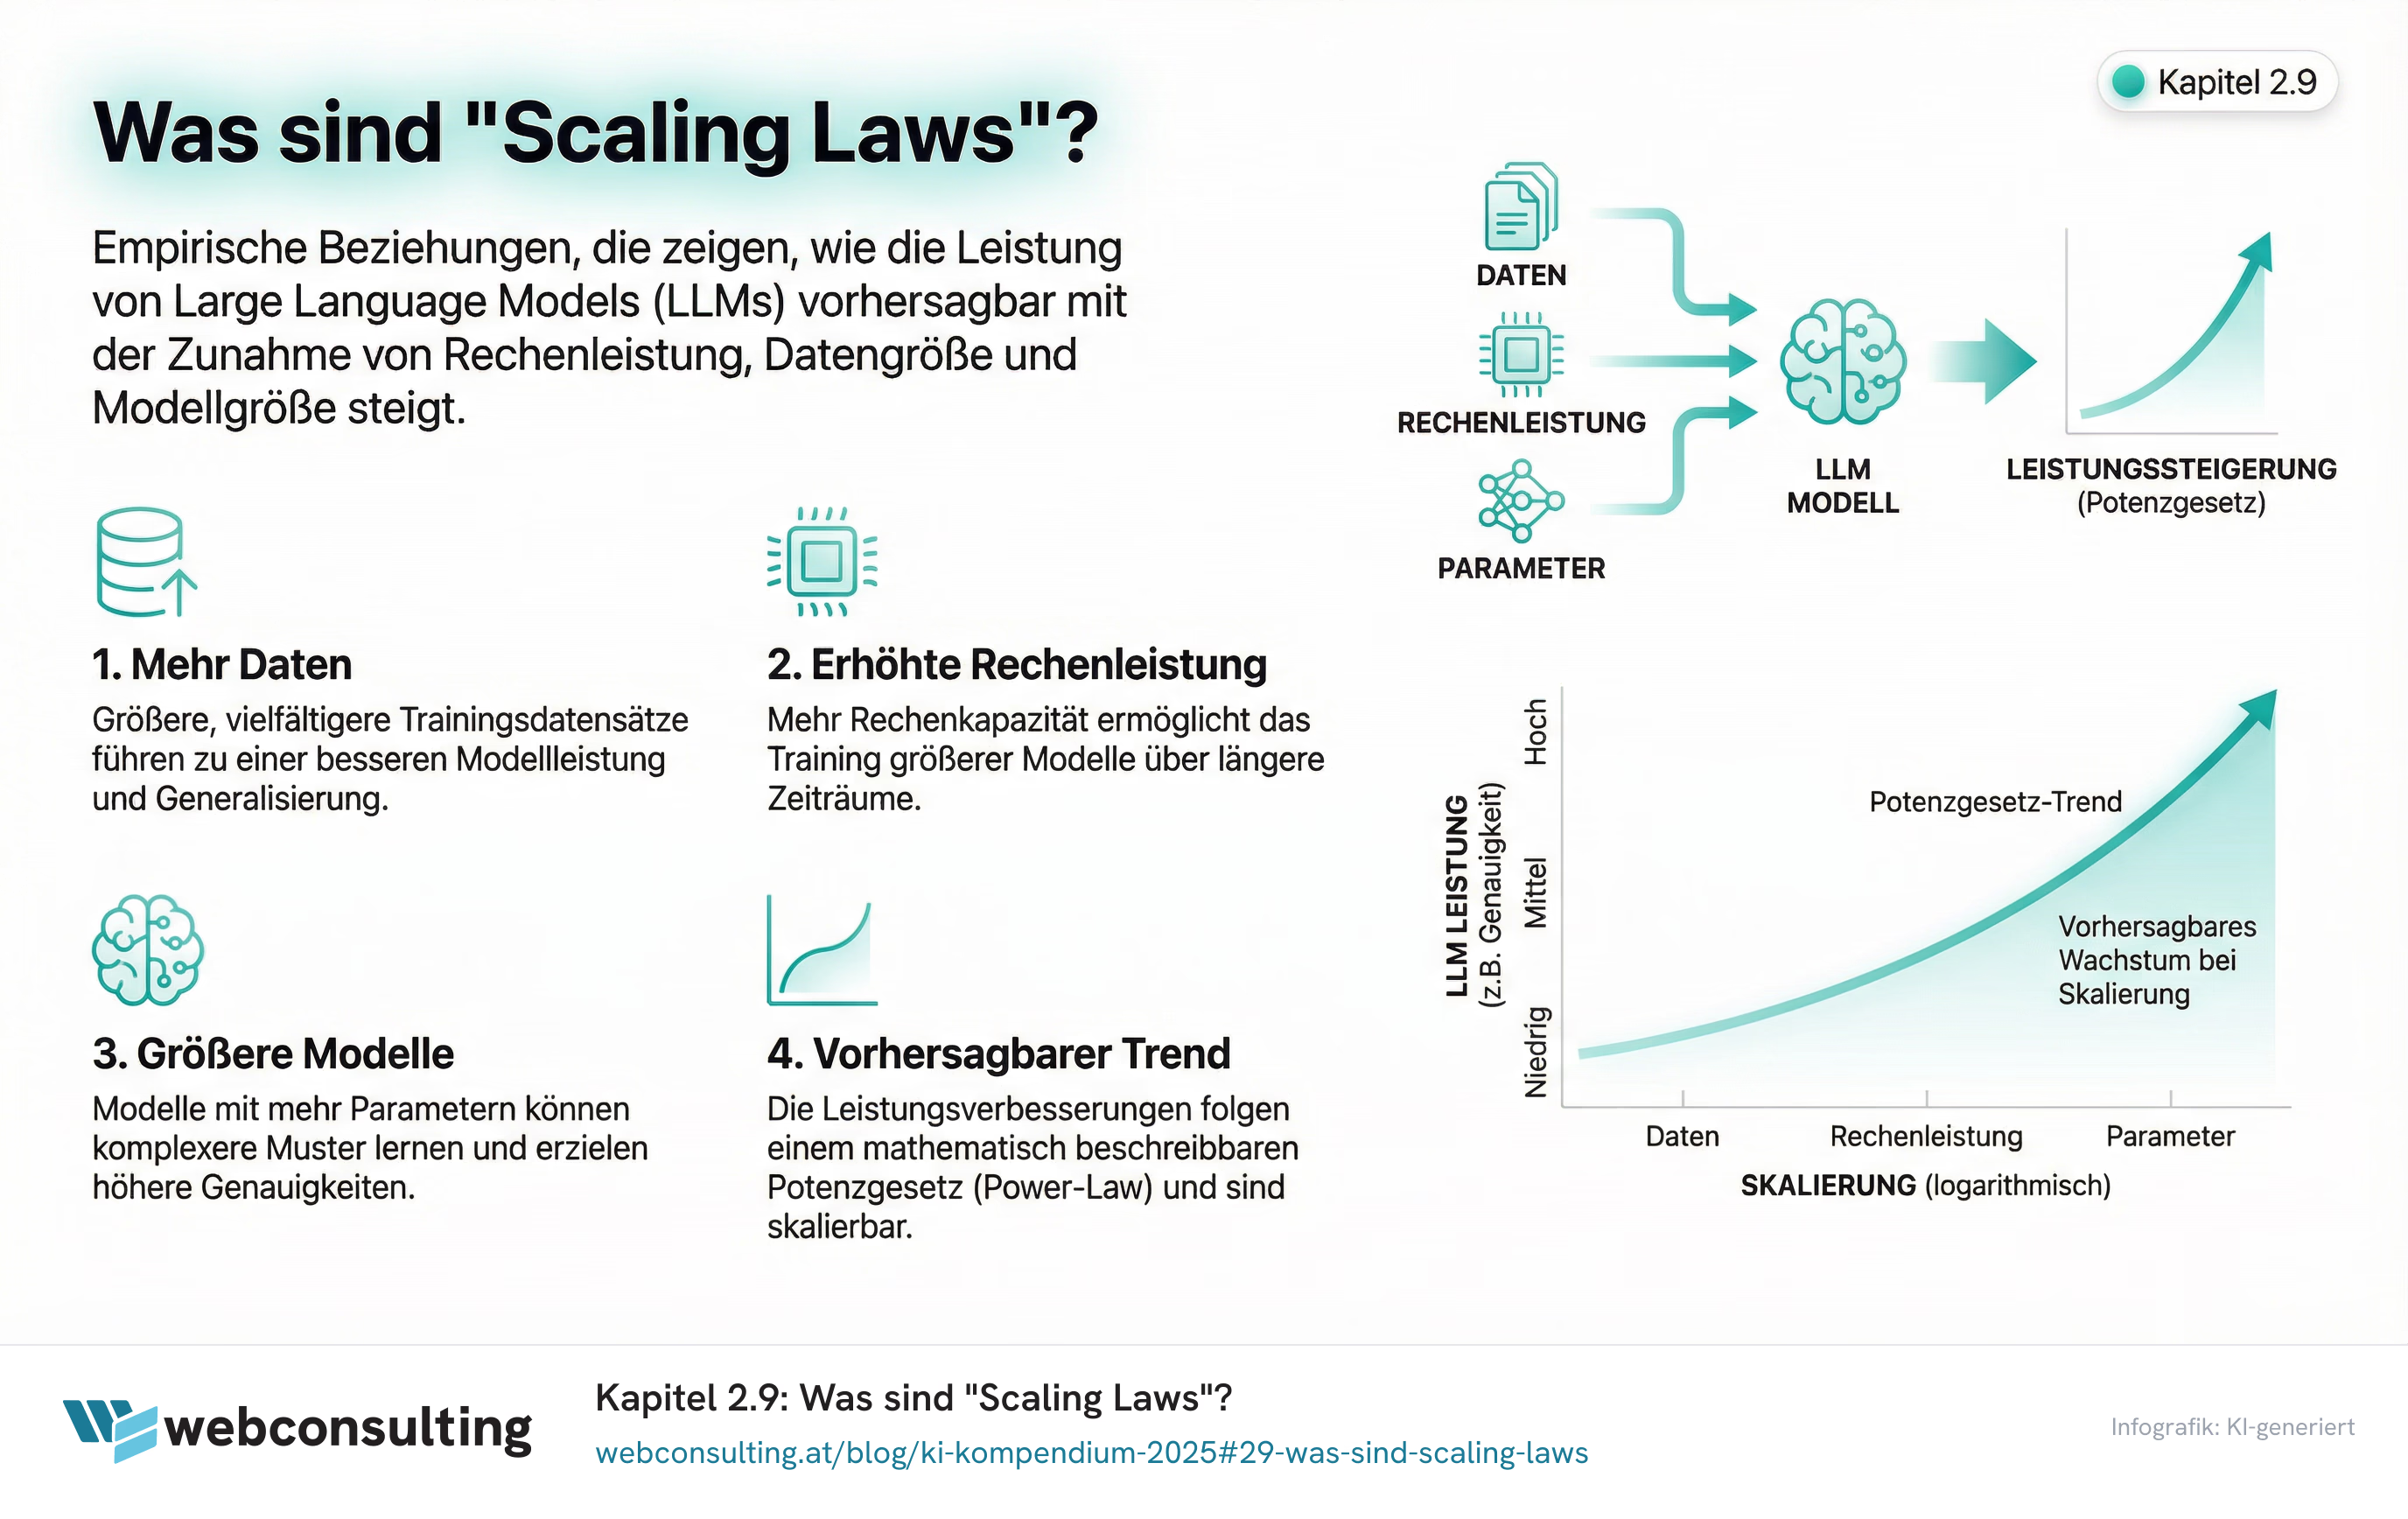 Kapitel 2.9
Was sind "Scaling Laws"?
Empirische Beziehungen, die zeigen, wie die Leistung
von Large Language Models (LLMs) vorhersagbar mit
der Zunahme von Rechenleistung, Datengröße und
Modellgröße steigt.
1. Mehr Daten
Größere, vielfältigere Trainingsdatensätze
führen zu einer besseren Modellleistung
und Generalisierung.
2. Erhöhte Rechenleistung
Mehr Rechenkapazität ermöglicht das
Training größerer Modelle über längere
Zeiträume.
3. Größere Modelle
Modelle mit mehr Parametern können
komplexere Muster lernen und erzielen
höhere Genauigkeiten.
4. Vorhersagbarer Trend
Die Leistungsverbesserungen folgen
einem mathematisch beschreibbaren
Potenzgesetz (Power-Law) und sind
skalierbar.
DATEN
RECHENLEISTUNG
PARAMETER
LLM
MODELL
LEISTUNGSSTEIGERUNG
(Potenzgesetz)
LLM LEISTUNG
(z.B. Genauigkeit)
Hoch
Mittel
Niedrig
Potenzgesetz-Trend
Vorhersagbares
Wachstum bei
Skalierung
Daten
Rechenleistung
Parameter
SKALIERUNG (logarithmisch)
webconsulting
Kapitel 2.9: Was sind "Scaling Laws"?
webconsulting.at/blog/ki-kompendium-2025#29-was-sind-scaling-laws
Infografik: KI-generiert